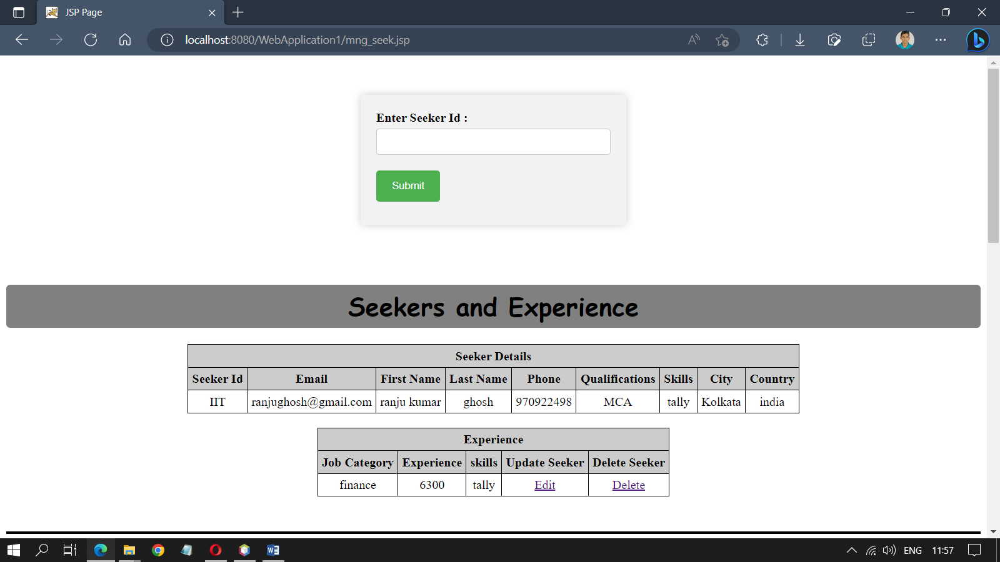 JSP Page
localhost:8080/WebApplication1/mng_seek.jsp
Enter Seeker Id :
Submit
Seekers and Experience
Seeker Details
Seeker Id Email First Name Last Name Phone Qualifications Skills City Country
IIT ranjughosh@gmail.com ranju kumar ghosh 970922498 MCA tally Kolkata india
Experience
Job Category Experience skills Update Seeker Delete Seeker
finance 6300 tally Edit Delete
ENG 11:57